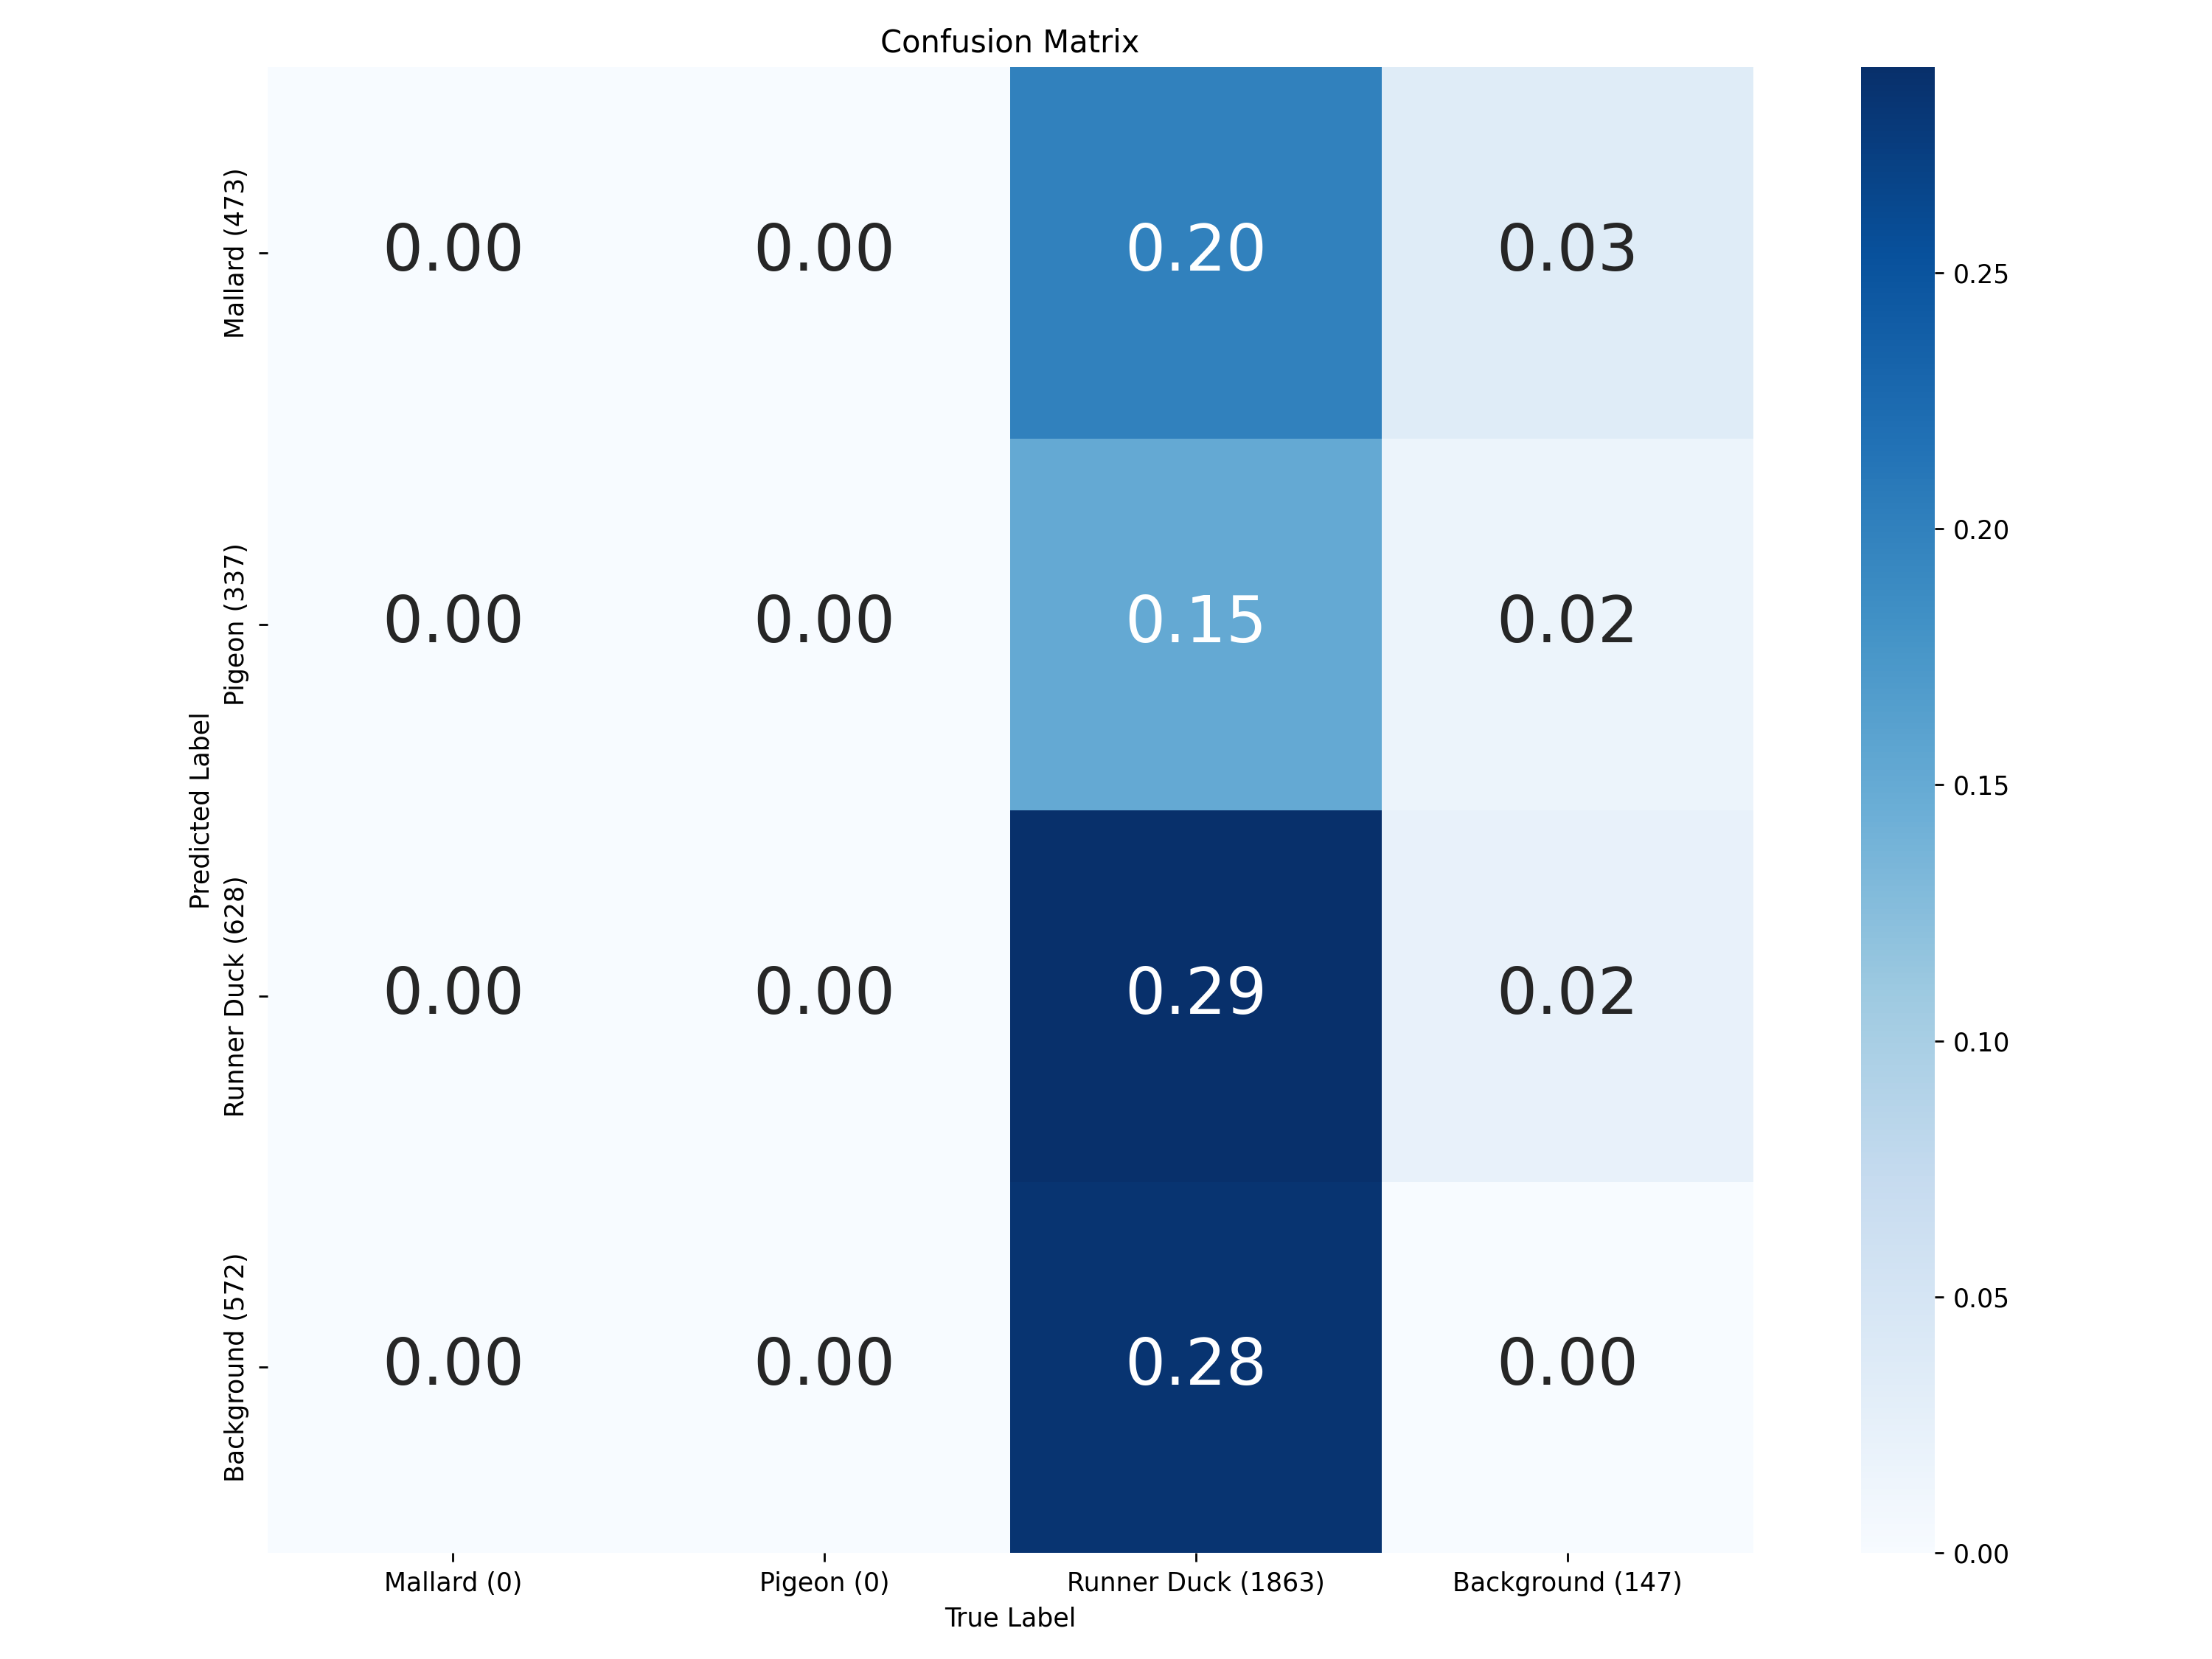 Confusion Matrix
Predicted Label
Mallard (473)
0.00 0.00 0.20 0.03
Pigeon (337)
0.00 0.00 0.15 0.02
Runner Duck (628)
0.00 0.00 0.29 0.02
Background (572)
0.00 0.00 0.28 0.00
Mallard (0) Pigeon (0) Runner Duck (1863) Background (147)
True Label
0.25
0.20
0.15
0.10
0.05
0.00